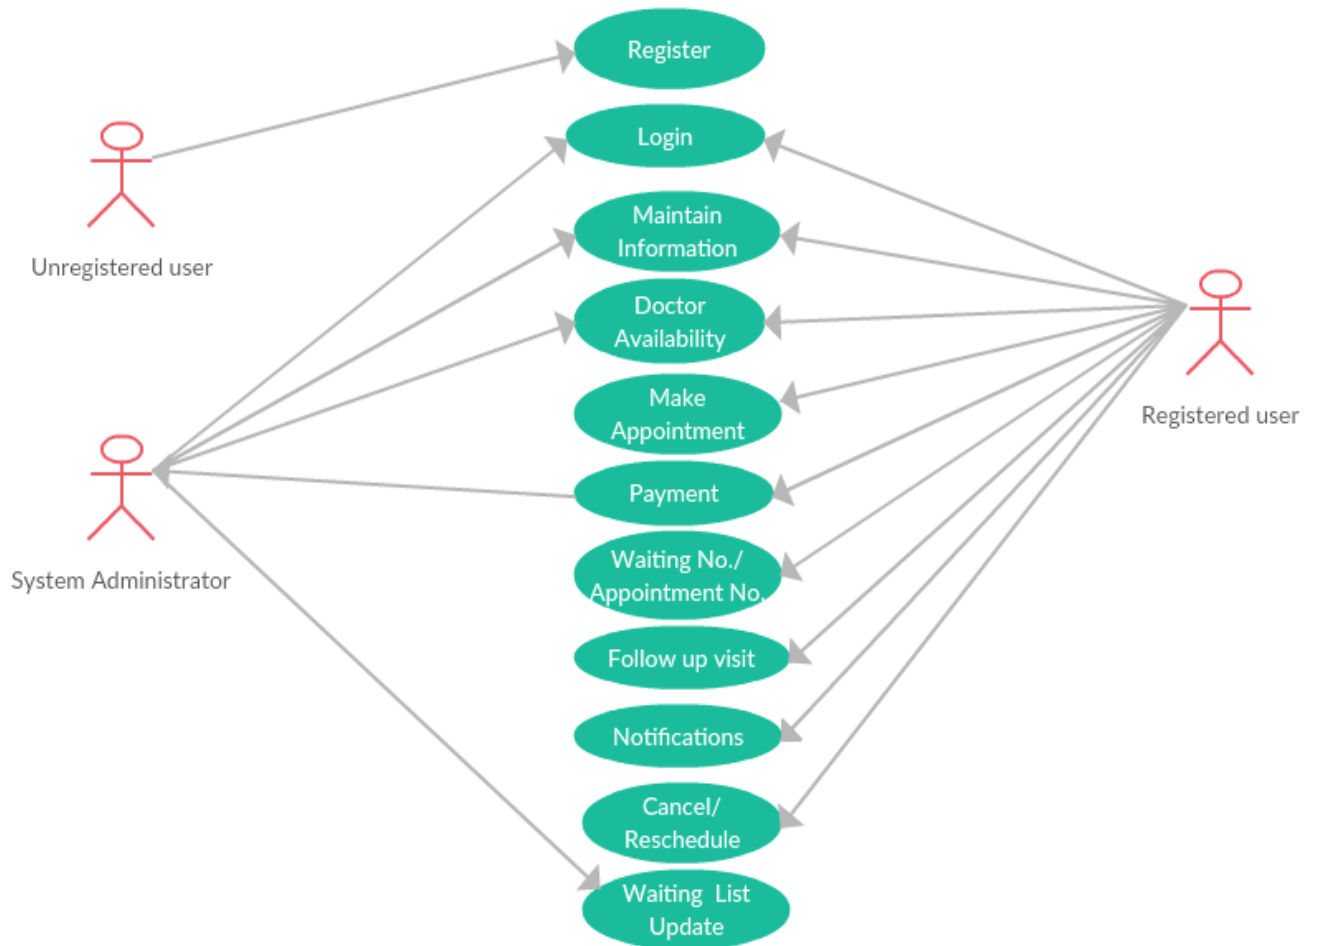 Register
Login
Maintain
Information
Doctor
Availability
Make
Appointment
Payment
Waiting No./
Appointment No.
Follow up visit
Notifications
Cancel/
Reschedule
Waiting List
Update
Unregistered user
System Administrator
Registered user